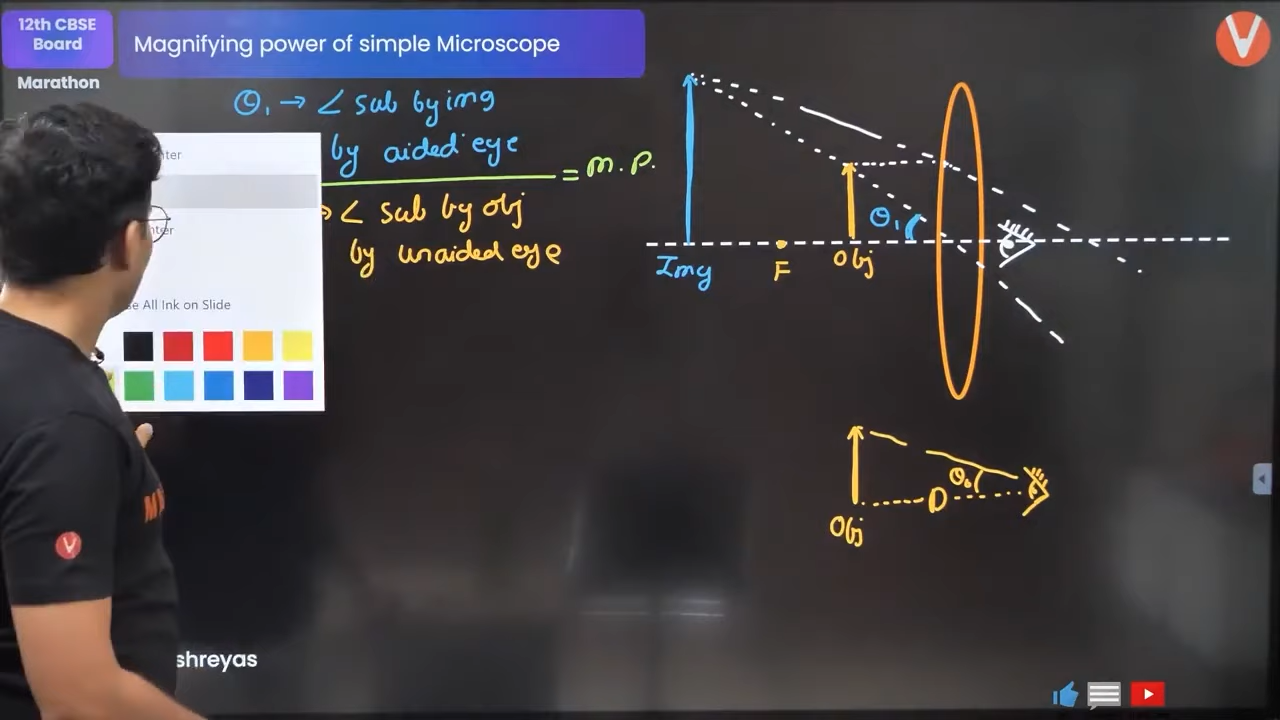 12th CBSE
Board
Marathon
Magnifying power of simple Microscope
θ₁ → ∠ sub by img
by aided eye
= m.p.
∠ sub by obj
by unaided eye
All Ink on Slide
Img
F
Obj
θ₁
θ₀
D
Obj
shreyas